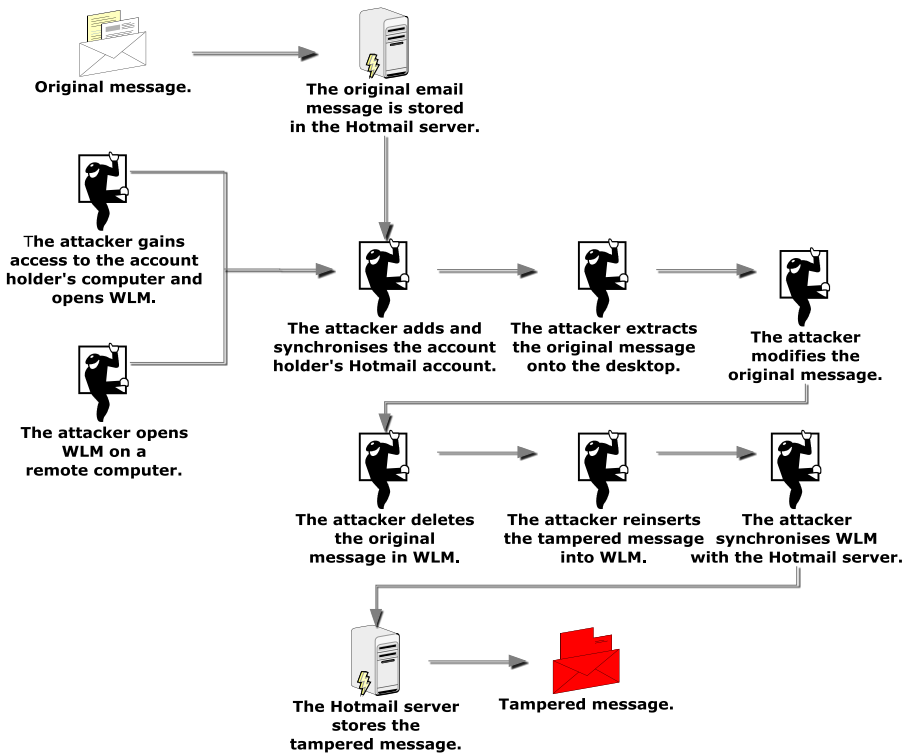 Original message.
The original email
message is stored
in the Hotmail server.
The attacker gains
access to the account
holder's computer and
opens WLM.
The attacker opens
WLM on a
remote computer.
The attacker adds and
synchronises the account
holder's Hotmail account.
The attacker extracts
the original message
onto the desktop.
The attacker
modifies the
original message.
The attacker deletes
the original
message in WLM.
The attacker reinserts
the tampered message
into WLM.
The attacker
synchronises WLM
with the Hotmail server.
The Hotmail server
stores the
tampered message.
Tampered message.